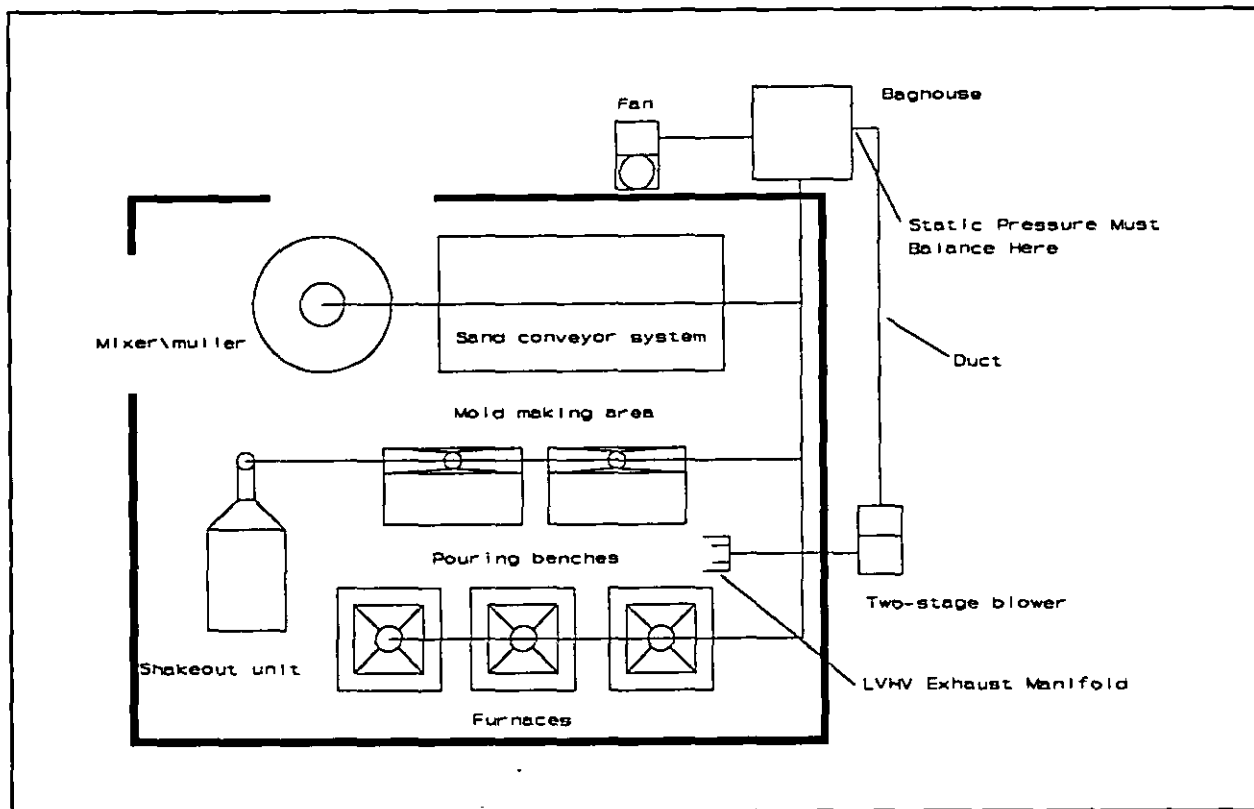 Baghouse
Fan
Static Pressure Must
Balance Here
Mixer\muller
Sand conveyor system
Duct
Mold making area
Pouring benches
Two-stage blower
Shakeout unit
LVHV Exhaust Manifold
Furnaces